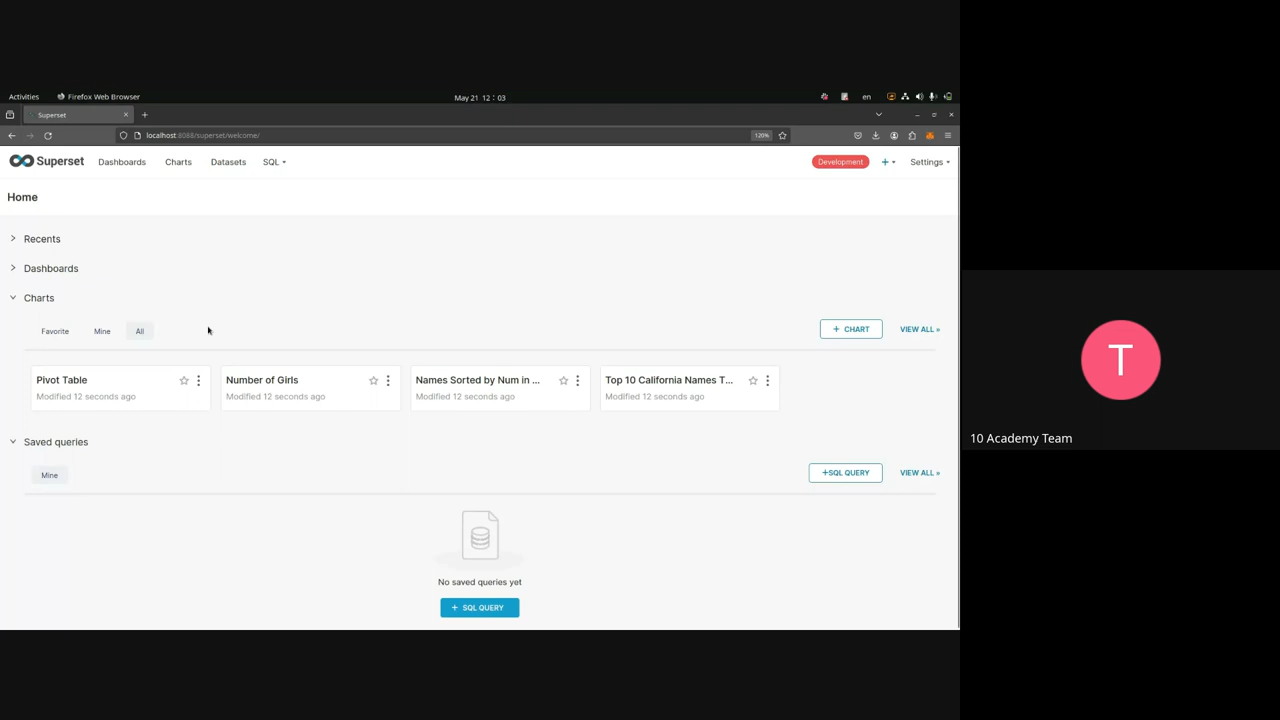 Activities Firefox Web Browser May 21 12 : 03 en
Superset
localhost:8088/superset/welcome/ 120%
Superset Dashboards Charts Datasets SQL Development Settings
Home
Recents
Dashboards
Charts
Favorite Mine All + CHART VIEW ALL »
Pivot Table Number of Girls Names Sorted by Num in ... Top 10 California Names T...
Modified 12 seconds ago Modified 12 seconds ago Modified 12 seconds ago Modified 12 seconds ago
T
10 Academy Team
Saved queries
Mine +SQL QUERY VIEW ALL »
No saved queries yet
+ SQL QUERY